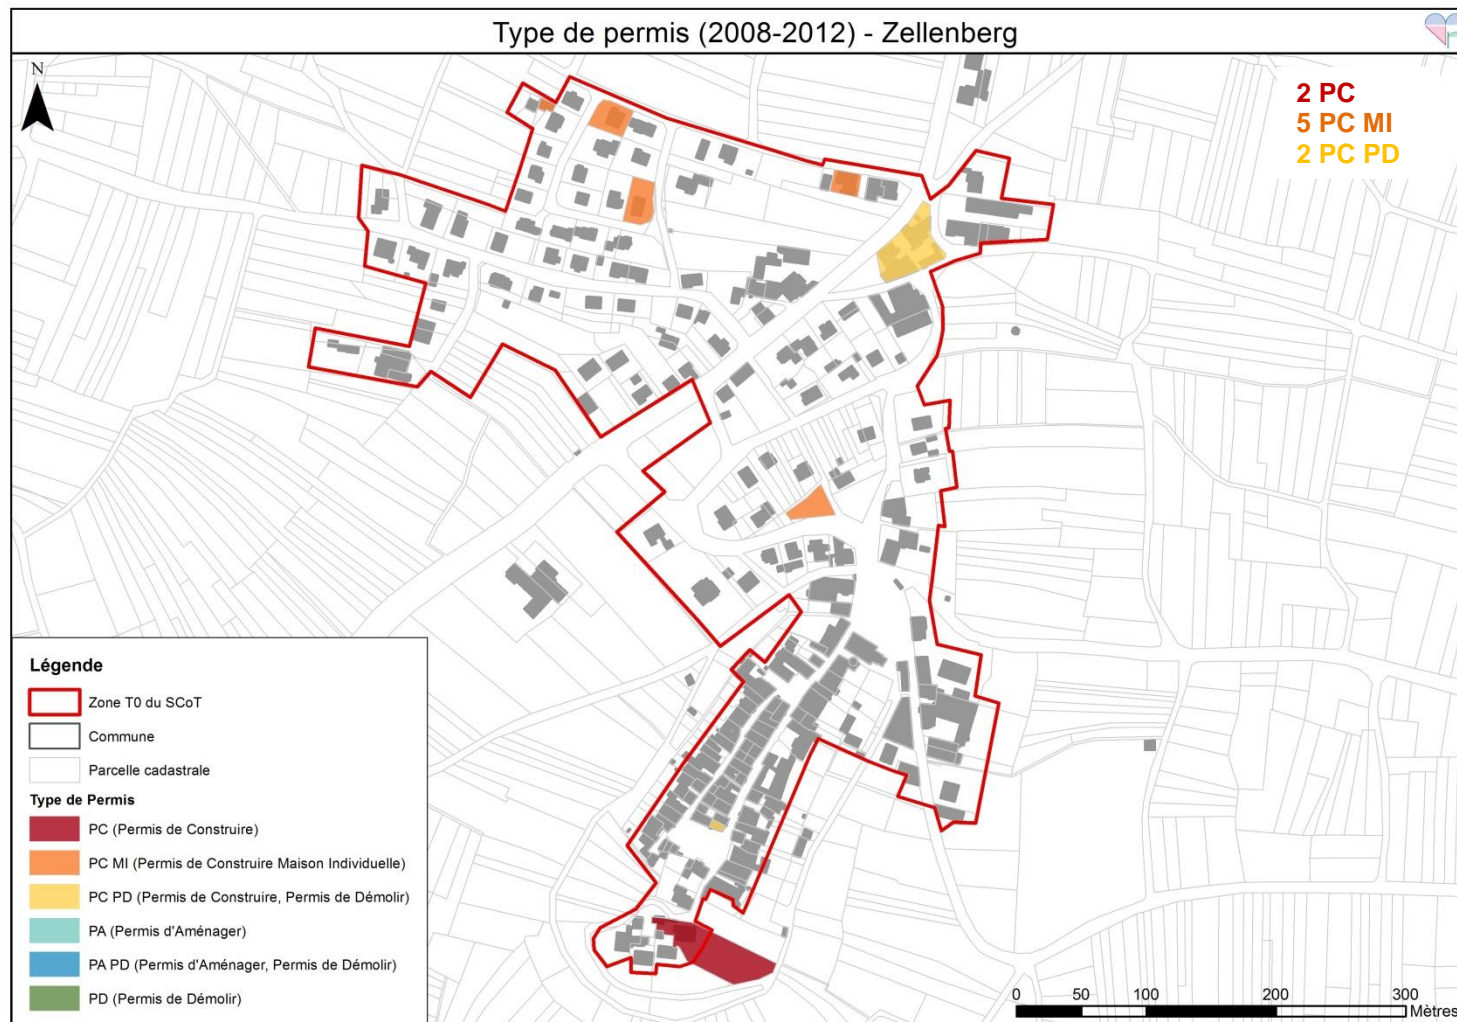 Type de permis (2008-2012) - Zellenberg
N
2 PC
5 PC MI
2 PC PD
Légende
Zone T0 du SCoT
Commune
Parcelle cadastrale
Type de Permis
PC (Permis de Construire)
PC MI (Permis de Construire Maison Individuelle)
PC PD (Permis de Construire, Permis de Démolir)
PA (Permis d'Aménager)
PA PD (Permis d'Aménager, Permis de Démolir)
PD (Permis de Démolir)
0 50 100 200 300
Mètres